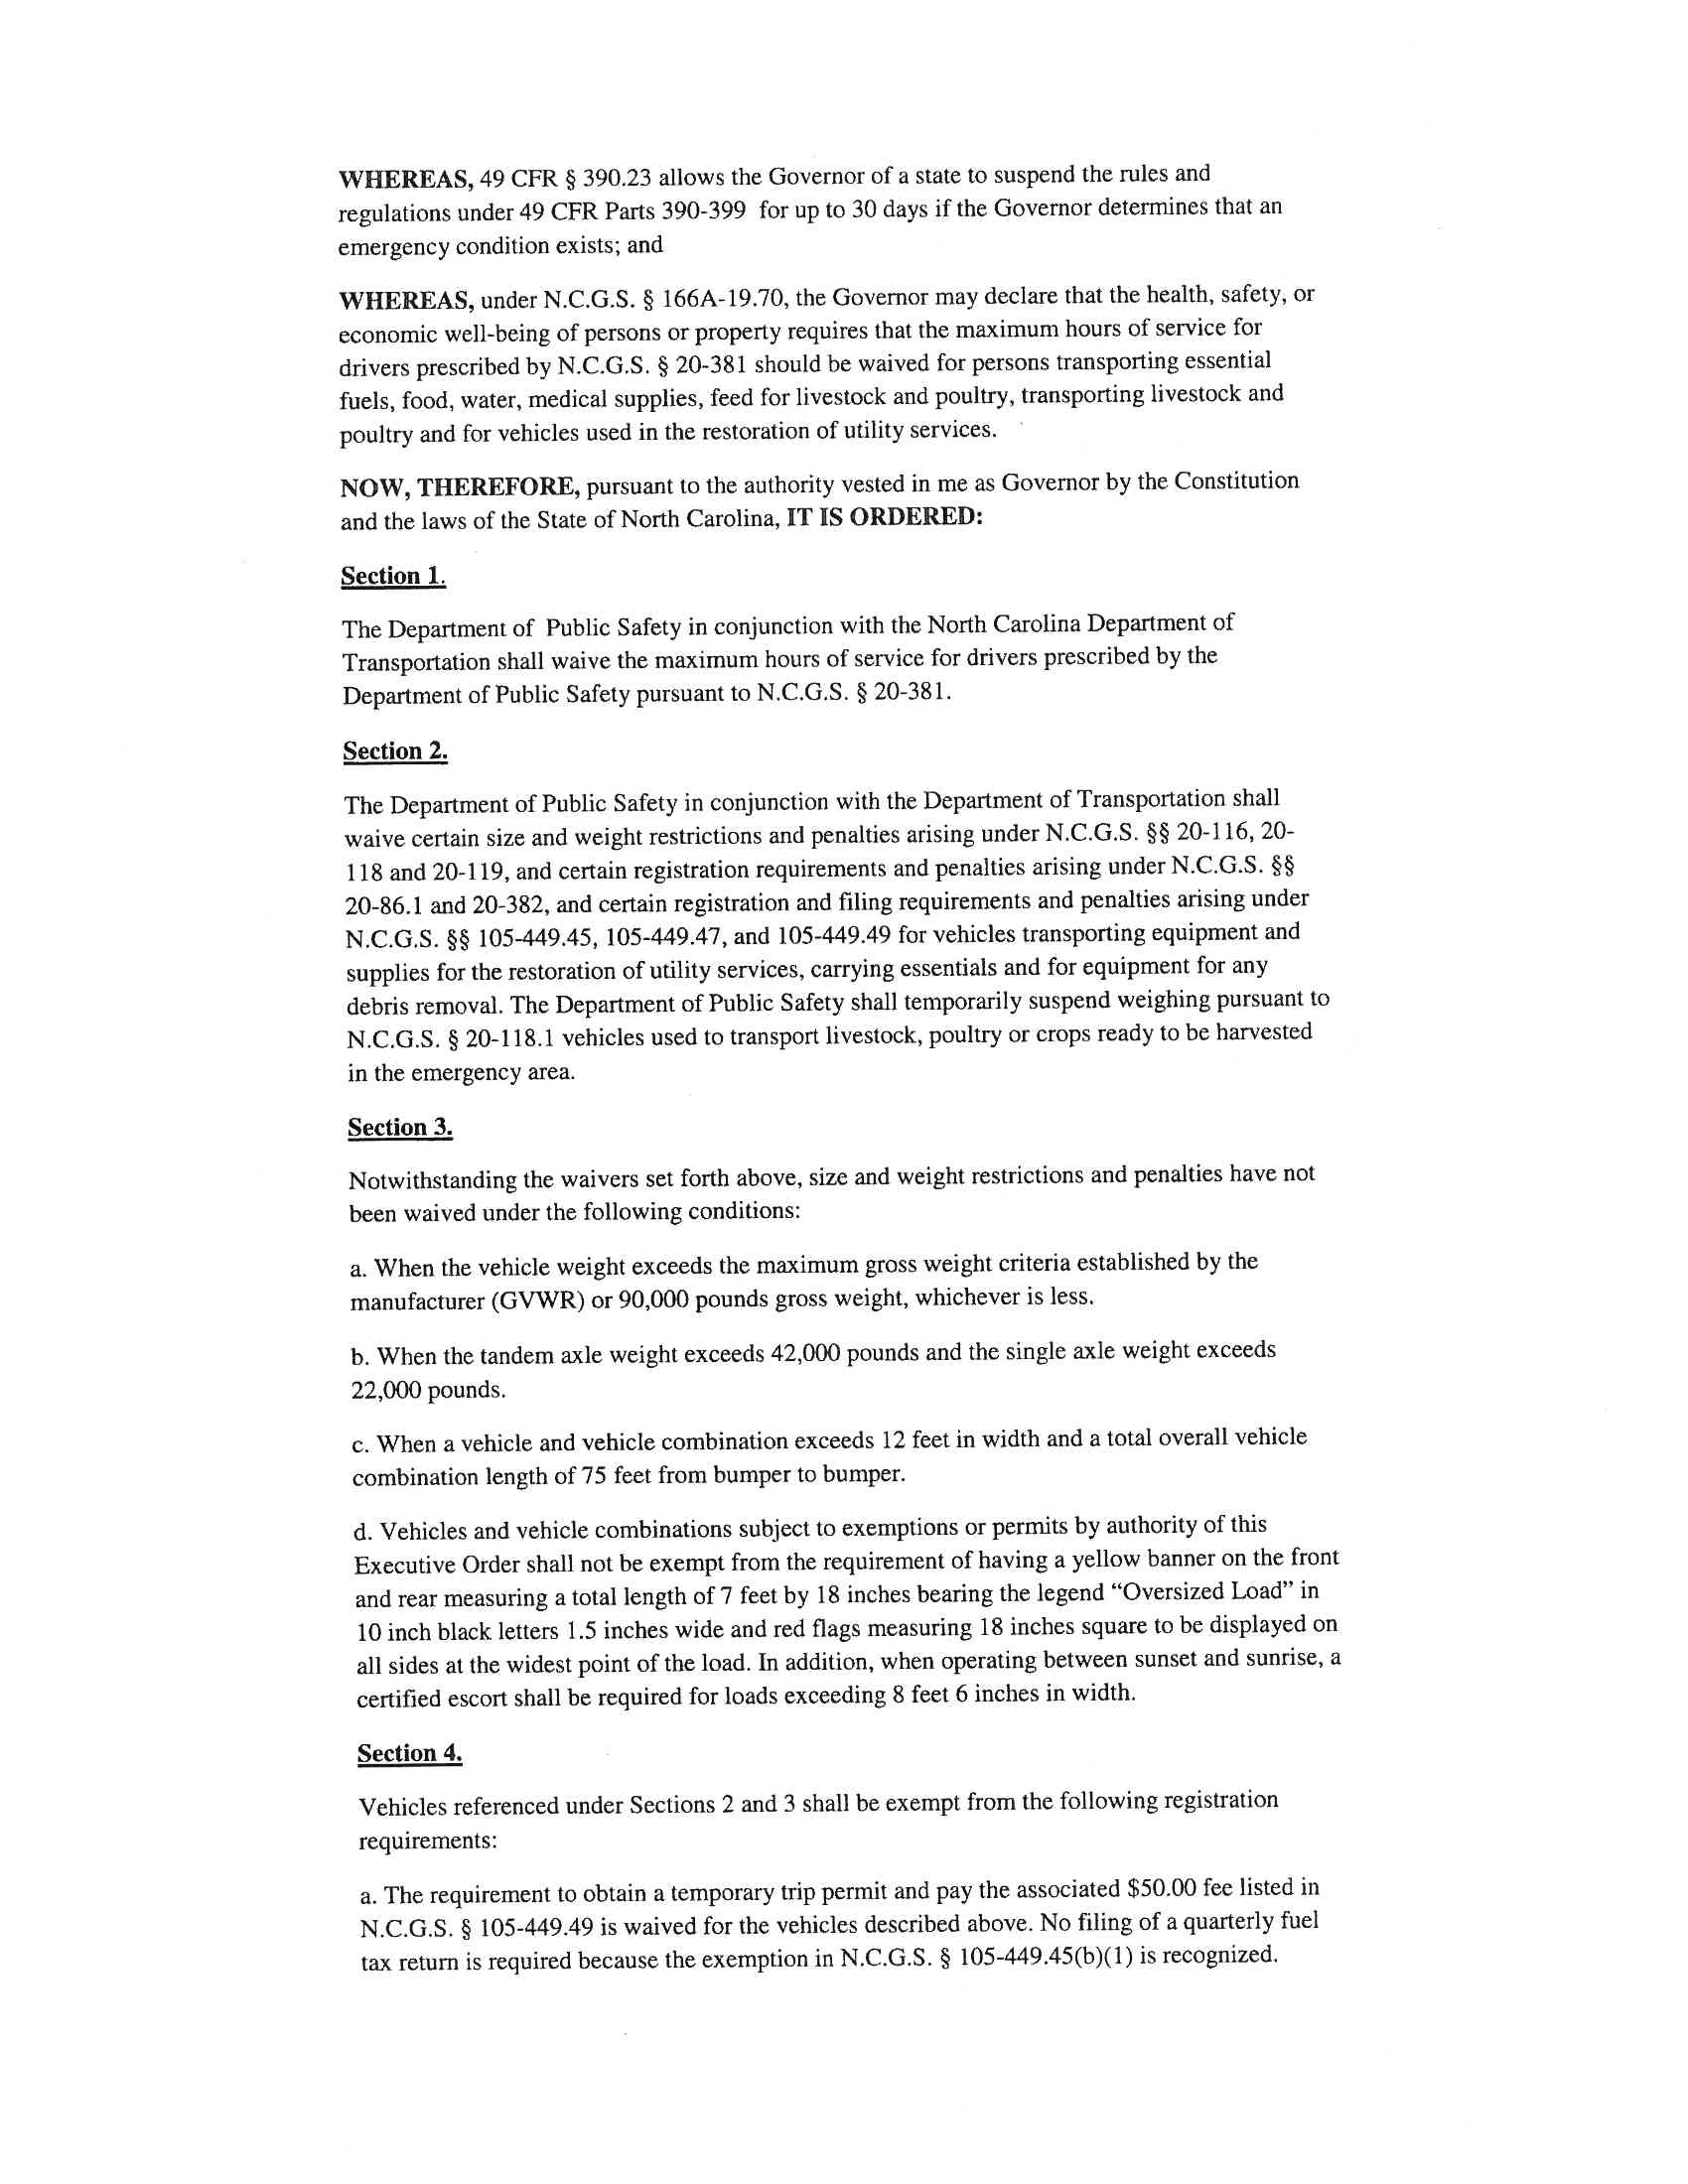 WHEREAS, 49 CFR § 390.23 allows the Governor of a state to suspend the rules and
regulations under 49 CFR Parts 390-399 for up to 30 days if the Governor determines that an
emergency condition exists; and
WHEREAS, under N.C.G.S. § 166A-19.70, the Governor may declare that the health, safety, or
economic well-being of persons or property requires that the maximum hours of service for
drivers prescribed by N.C.G.S. § 20-381 should be waived for persons transporting essential
fuels, food, water, medical supplies, feed for livestock and poultry, transporting livestock and
poultry and for vehicles used in the restoration of utility services.
NOW, THEREFORE, pursuant to the authority vested in me as Governor by the Constitution
and the laws of the State of North Carolina, IT IS ORDERED:
Section 1.
The Department of Public Safety in conjunction with the North Carolina Department of
Transportation shall waive the maximum hours of service for drivers prescribed by the
Department of Public Safety pursuant to N.C.G.S. § 20-381.
Section 2.
The Department of Public Safety in conjunction with the Department of Transportation shall
waive certain size and weight restrictions and penalties arising under N.C.G.S. §§ 20-116, 20-
118 and 20-119, and certain registration requirements and penalties arising under N.C.G.S. §§
20-86.1 and 20-382, and certain registration and filing requirements and penalties arising under
N.C.G.S. §§ 105-449.45, 105-449.47, and 105-449.49 for vehicles transporting equipment and
supplies for the restoration of utility services, carrying essentials and for equipment for any
debris removal. The Department of Public Safety shall temporarily suspend weighing pursuant to
N.C.G.S. § 20-118.1 vehicles used to transport livestock, poultry or crops ready to be harvested
in the emergency area.
Section 3.
Notwithstanding the waivers set forth above, size and weight restrictions and penalties have not
been waived under the following conditions:
a. When the vehicle weight exceeds the maximum gross weight criteria established by the
manufacturer (GVWR) or 90,000 pounds gross weight, whichever is less.
b. When the tandem axle weight exceeds 42,000 pounds and the single axle weight exceeds
22,000 pounds.
c. When a vehicle and vehicle combination exceeds 12 feet in width and a total overall vehicle
combination length of 75 feet from bumper to bumper.
d. Vehicles and vehicle combinations subject to exemptions or permits by authority of this
Executive Order shall not be exempt from the requirement of having a yellow banner on the front
and rear measuring a total length of 7 feet by 18 inches bearing the legend “Oversized Load” in
10 inch black letters 1.5 inches wide and red flags measuring 18 inches square to be displayed on
all sides at the widest point of the load. In addition, when operating between sunset and sunrise, a
certified escort shall be required for loads exceeding 8 feet 6 inches in width.
Section 4.
Vehicles referenced under Sections 2 and 3 shall be exempt from the following registration
requirements:
a. The requirement to obtain a temporary trip permit and pay the associated $50.00 fee listed in
N.C.G.S. § 105-449.49 is waived for the vehicles described above. No filing of a quarterly fuel
tax return is required because the exemption in N.C.G.S. § 105-449.45(b)(1) is recognized.